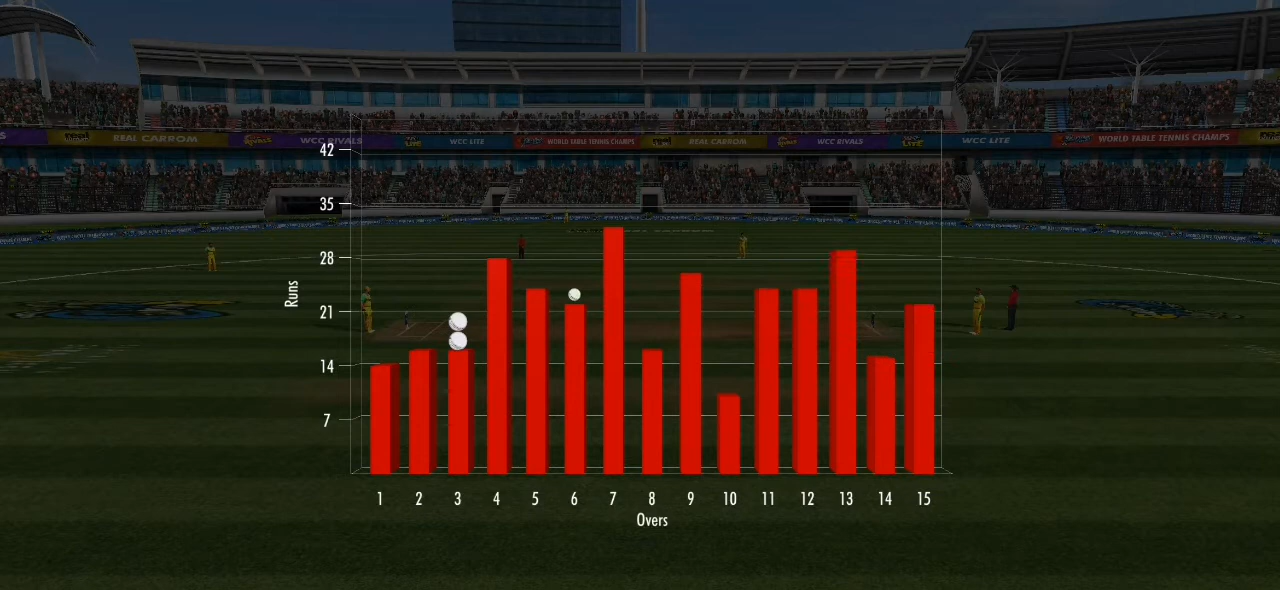 REAL CARROM
WCC RIVALS
WCC LITE
WORLD TABLE TENNIS CHAMPS
REAL CARROM
WCC RIVALS
WCC LITE
WORLD TABLE TENNIS CHAMPS
42
35
28
21
14
7
Runs
1 2 3 4 5 6 7 8 9 10 11 12 13 14 15
Overs